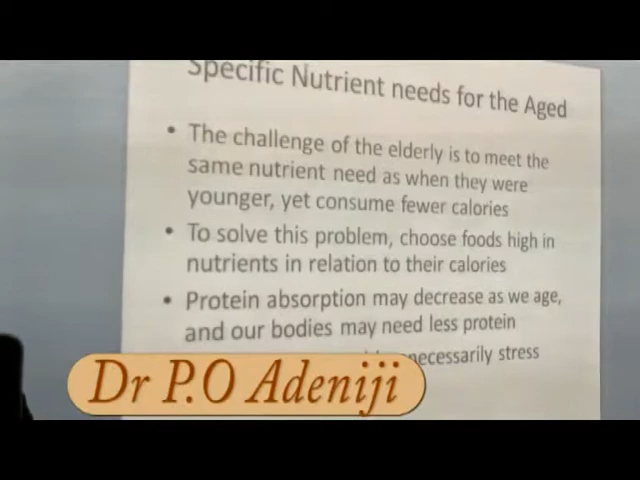 Specific Nutrient needs for the Aged
• The challenge of the elderly is to meet the
same nutrient need as when they were
younger, yet consume fewer calories
• To solve this problem, choose foods high in
nutrients in relation to their calories
• Protein absorption may decrease as we age,
and our bodies may need less protein
necessarily stress
Dr P.O Adeniji